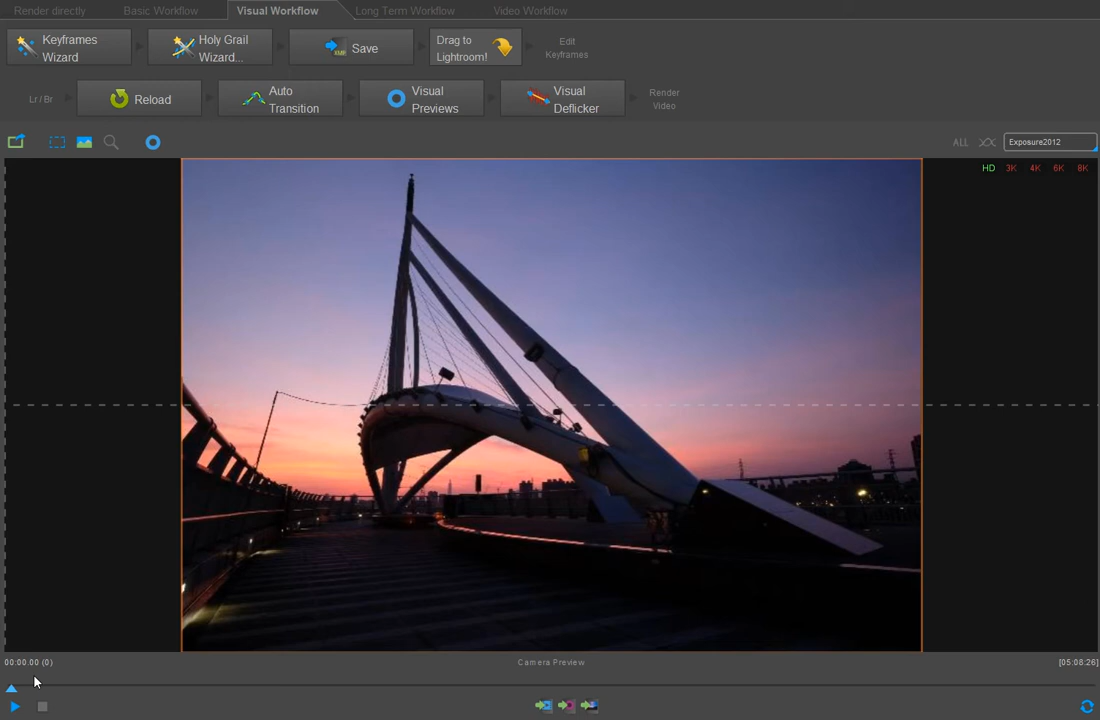 Render directly
Basic Workflow
Visual Workflow
Long Term Workflow
Video Workflow
Keyframes
Wizard
Holy Grail
Wizard...
XMP
Save
Drag to
Lightroom!
Edit
Keyframes
Lr / Br
Reload
Auto
Transition
Visual
Previews
Visual
Deflicker
Render
Video
ALL
Exposure2012
HD 3K 4K 6K 8K
00:00.00 (0)
Camera Preview
[05:08:26]